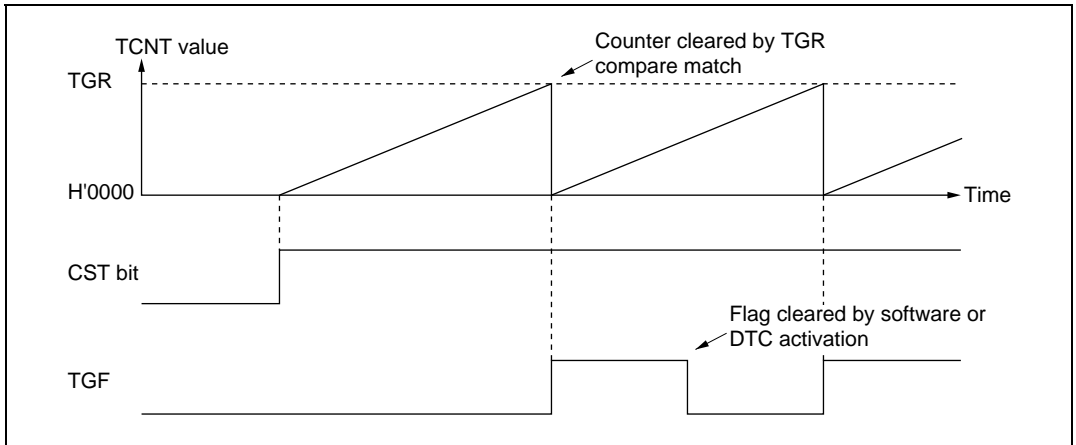 TCNT value
Counter cleared by TGR
compare match
TGR
H'0000
Time
CST bit
Flag cleared by software or
DTC activation
TGF